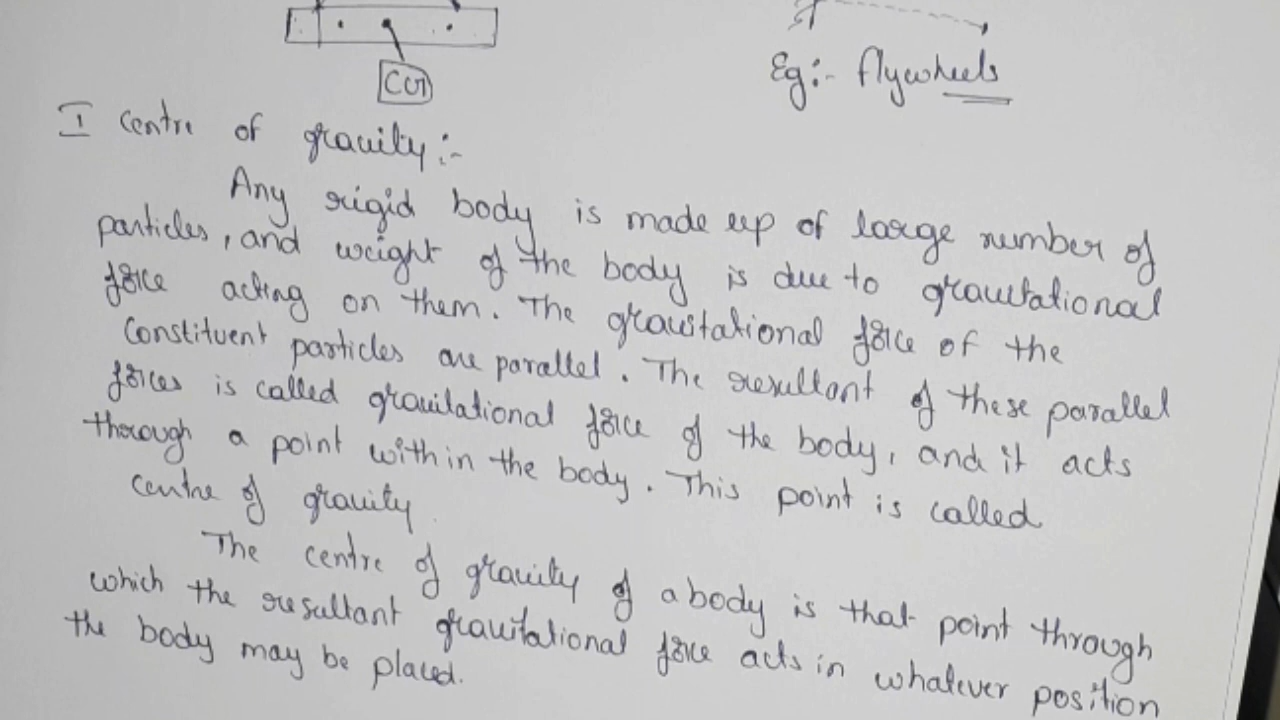 CG
Eg:- flywheels
I Centre of gravity:-
Any rigid body is made up of large number of
particles, and weight of the body is due to gravitational
force acting on them. The gravitational force of the
Constituent particles are parallel. The resultant of these parallel
forces is called gravitational force of the body, and it acts
through a point within the body. This point is called
centre of gravity.
The centre of gravity of a body is that point through
which the resultant gravitational force acts in whatever position
the body may be placed.